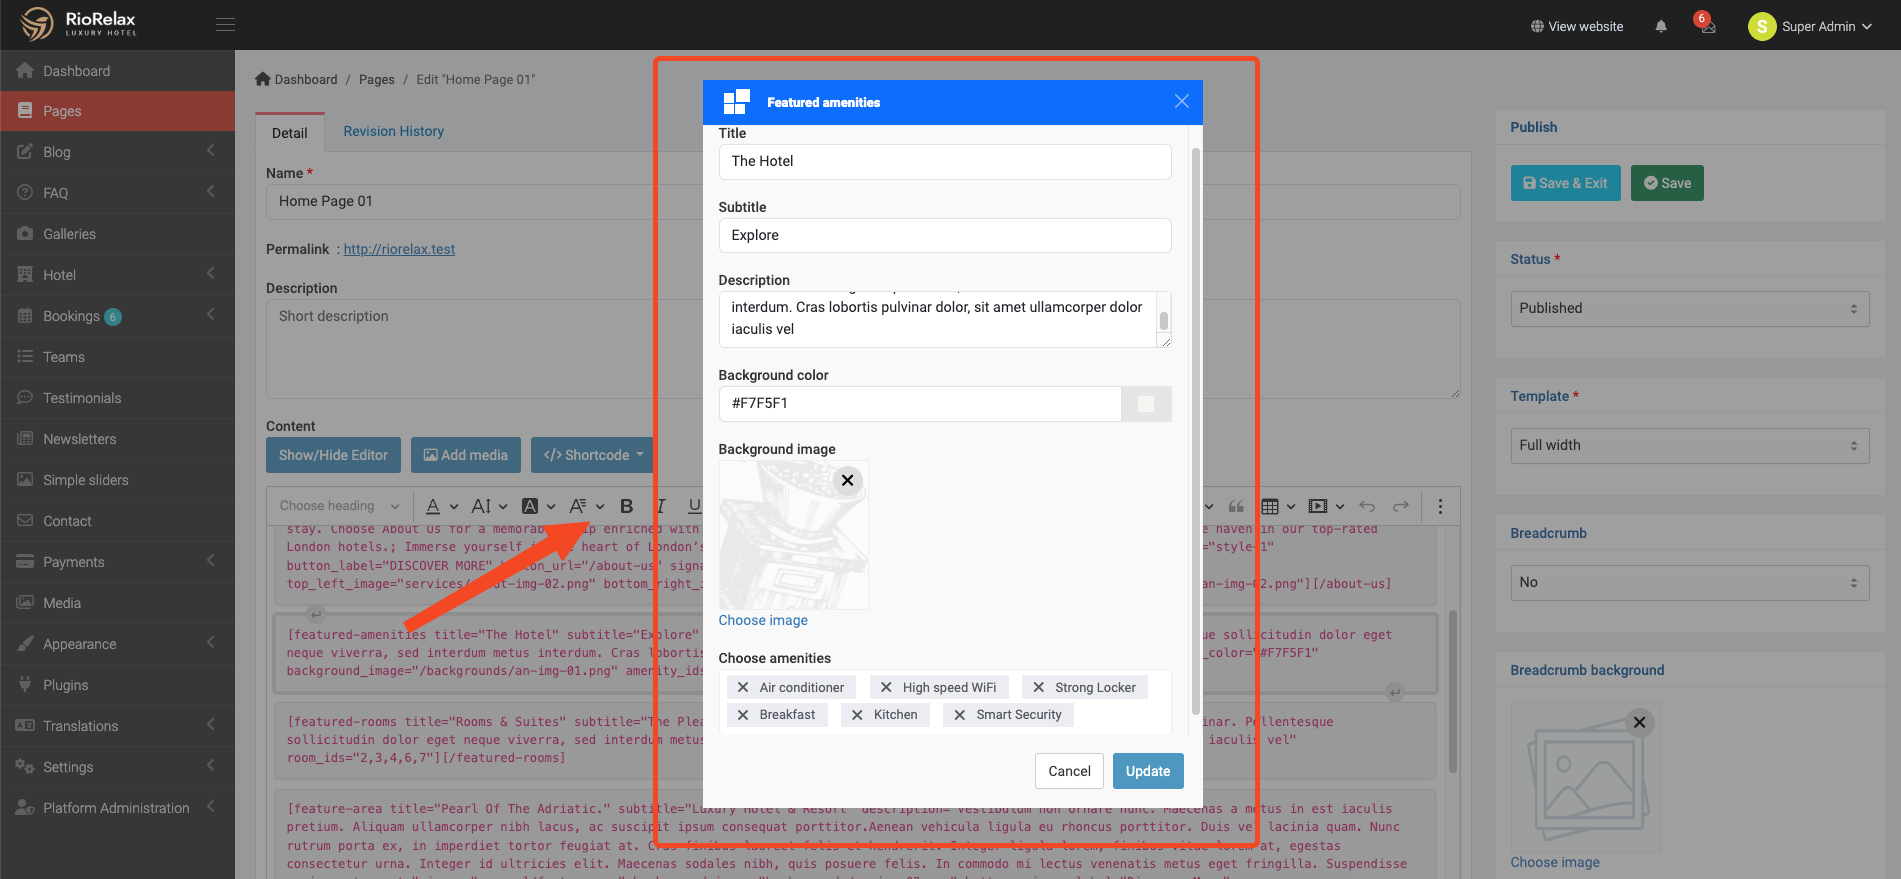 RioRelax
LUXURY HOTEL
View website
6
S
Super Admin
Dashboard
Pages
Blog
FAQ
Galleries
Hotel
Bookings 6
Teams
Testimonials
Newsletters
Simple sliders
Contact
Payments
Media
Appearance
Plugins
Translations
Settings
Platform Administration
Dashboard / Pages / Edit "Home Page 01"
Detail
Revision History
Name *
Home Page 01
Permalink : http://riorelax.test
Description
Short description
Content
Show/Hide Editor
Add media
</> Shortcode
Choose heading
stay. Choose About Us for a memorab
ip enriched with
e haven in our top-rated
London hotels.; Immerse yourself i
heart of London's
="style-1"
button_label="DISCOVER MORE"
on_url="/about-us" signa
top_left_image="services/
out-img-02.png" bottom_right_i
an-img-02.png"][/about-us]
[featured-amenities title="The Hotel" subtitle="Explore"
ue sollicitudin dolor eget
neque viverra, sed interdum metus interdum. Cras lobortis
_color="#F7F5F1"
background_image="/backgrounds/an-img-01.png" amenity_ids
[featured-rooms title="Rooms & Suites" subtitle="The Plea
inar. Pellentesque
sollicitudin dolor eget neque viverra, sed interdum metus
iaculis vel"
room_ids="2,3,4,6,7"][/featured-rooms]
[feature-area title="Pearl Of The Adriatic." subtitle="Luxury Hotel & Resort" description="Vestibulum non ornare nunc. Maecenas a metus in est iaculis
pretium. Aliquam ullamcorper nibh lacus, ac suscipit ipsum consequat porttitor.Aenean vehicula ligula eu rhoncus porttitor. Duis vel lacinia quam. Nunc
rutrum porta ex, in imperdiet tortor feugiat at. Cras finibus laoreet felis et hendrerit. Integer ligula lorem, finibus vitae lorem at, egestas
consectetur urna. Integer id ultricies elit. Maecenas sodales nibh, quis posuere felis. In commodo mi lectus venenatis metus eget fringilla. Suspendisse
Featured amenities
Title
The Hotel
Subtitle
Explore
Description
interdum. Cras lobortis pulvinar dolor, sit amet ullamcorper dolor
iaculis vel
Background color
#F7F5F1
Background image
Choose image
Choose amenities
Air conditioner
High speed WiFi
Strong Locker
Breakfast
Kitchen
Smart Security
Cancel
Update
Publish
Save & Exit
Save
Status *
Published
Template *
Full width
Breadcrumb
No
Breadcrumb background
Choose image